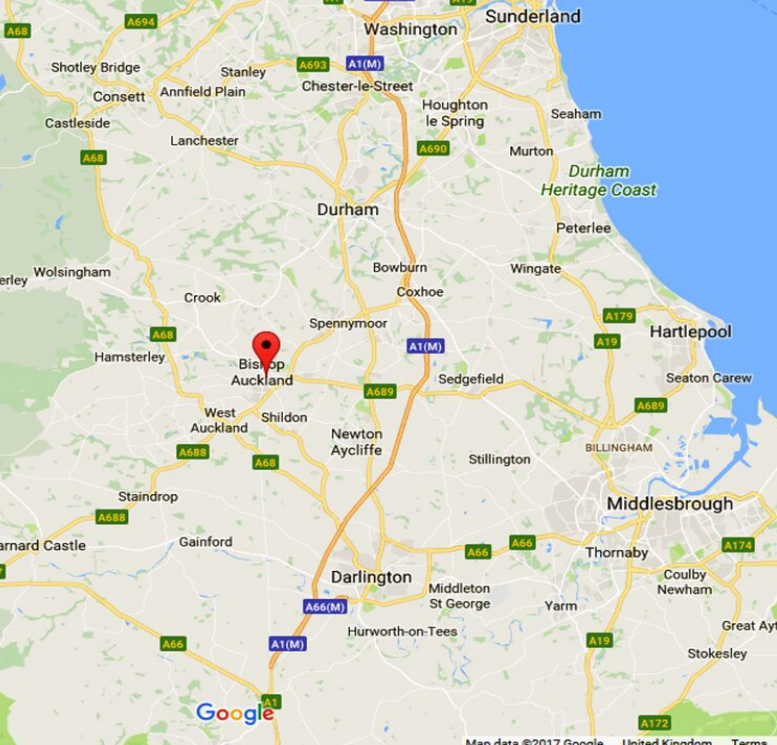 A68
A694
A19
Sunderland
Washington
Shotley Bridge
Stanley
A693
A1(M)
Consett
Annfield Plain
Chester-le-Street
Houghton
le Spring
Seaham
Castleside
Lanchester
A68
A690
Murton
Durham
Heritage Coast
Durham
Peterlee
erley
Wolsingham
Bowburn
Wingate
Crook
Coxhoe
Spennymoor
A179
A68
A19
Hartlepool
A1(M)
Hamsterley
Bishop
Auckland
Sedgefield
Seaton Carew
A689
A689
West
Auckland
Shildon
Newton
Aycliffe
BILLINGHAM
A688
A68
Stillington
Staindrop
Middlesbrough
A688
Gainford
arnard Castle
A66
A66
A174
Thornaby
Darlington
Middleton
St George
Coulby
Newham
A66(M)
Yarm
Hurworth-on-Tees
Great Ayt
A66
A1(M)
A19
Stokesley
A1
Google
A172
Map data ©2017 Google United Kingdom Terms